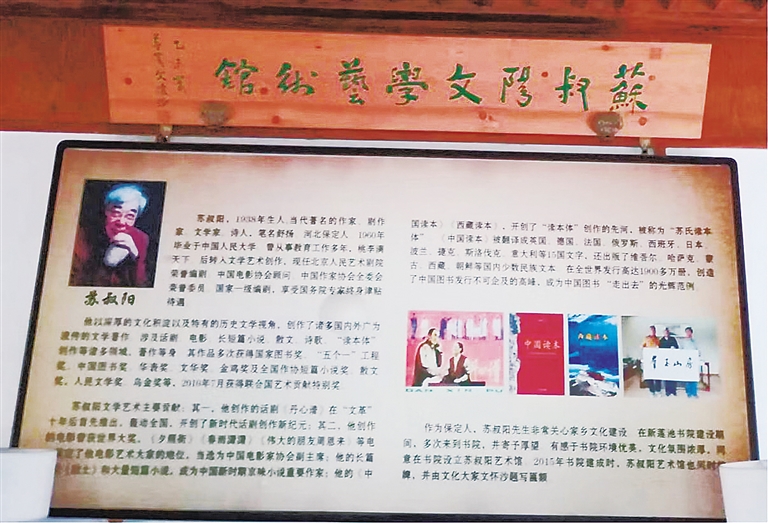 蘇叔陽文學藝術館
乙未
苏叔阳
苏叔阳,1938年生人,当代著名的作家、剧作
家、文学家、诗人,笔名舒扬,河北保定人,1960年
毕业于中国人民大学,曾从事教育工作多年,桃李满
天下,后转入文学艺术创作,现任北京人民艺术剧院
荣誉编剧、中国电影协会顾问、中国作家协会全委会
荣誉委员、国家一级编剧,享受国务院专家终身津贴
待遇
他以深厚的文化积淀以及特有的历史文学视角,创作了诸多国内外广为
流传的文学著作,涉及话剧、电影、长短篇小说、散文、诗歌、“读本体”
创作等诸多领域,著作等身,其作品多次获得国家图书奖、“五个一”工程
奖、中国图书奖、华表奖、文华奖、金鸡奖及全国作协短篇小说奖、散文
奖、人民文学奖、乌金奖等,2010年7月获得联合国艺术贡献特别奖
苏叔阳文学艺术主要贡献:其一,他创作的话剧《丹心谱》在“文革”
十年后首先推出,轰动全国,开创了新时代话剧创作新纪元;其二,他创作
的电影曾获世界大奖,《夕照街》《春雨潇潇》《伟大的朋友周恩来》等电
定了他电影艺术大家的地位,当选为中国电影家协会副主席;他的长篇
土》和大量短篇小说,成为中国新时期京味小说重要作家;他的《中
国读本》《西藏读本》,开创了“读本体”创作的先河,被称为“苏氏读本
体”,《中国读本》被翻译成英国、德国、法国、俄罗斯、西班牙、日本、
波兰、捷克、斯洛伐克、意大利等15国文字,还出版了维吾尔、哈萨克、蒙
古、西藏、朝鲜等国内少数民族文本,在全世界发行高达1900多万册,创造
了中国图书发行不可企及的高峰,成为中国图书“走出去”的光辉范例
中国读本
西藏读本
作为保定人,苏叔阳先生非常关心家乡文化建设,在新莲池书院建设期
间,多次来到书院,并寄予厚望,有感于书院环境优美,文化氛围浓厚,同
意在书院设立苏叔阳艺术馆,2015年书院建成时,苏叔阳艺术馆也同时
牌,并由文化大家文怀沙题写匾额